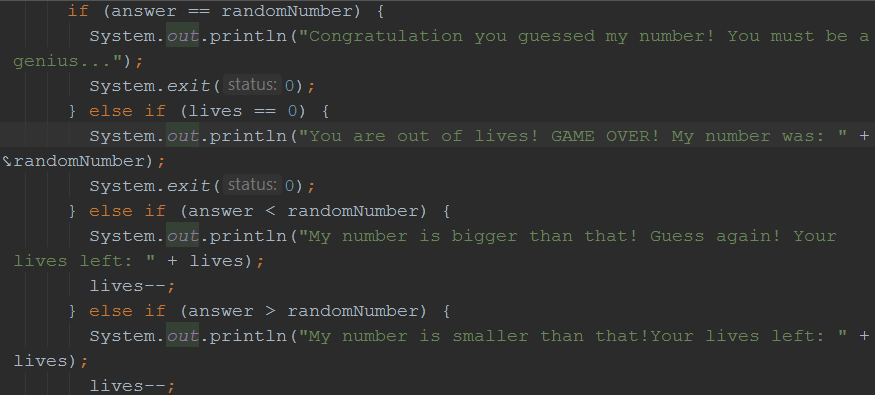 if (answer == randomNumber) {
System.out.println("Congratulation you guessed my number! You must be a
genius...");
System.exit( status: 0);
} else if (lives == 0) {
System.out.println("You are out of lives! GAME OVER! My number was: " +
randomNumber);
System.exit( status: 0);
} else if (answer < randomNumber) {
System.out.println("My number is bigger than that! Guess again! Your
lives left: " + lives);
lives--;
} else if (answer > randomNumber) {
System.out.println("My number is smaller than that!Your lives left: " +
lives);
lives--;